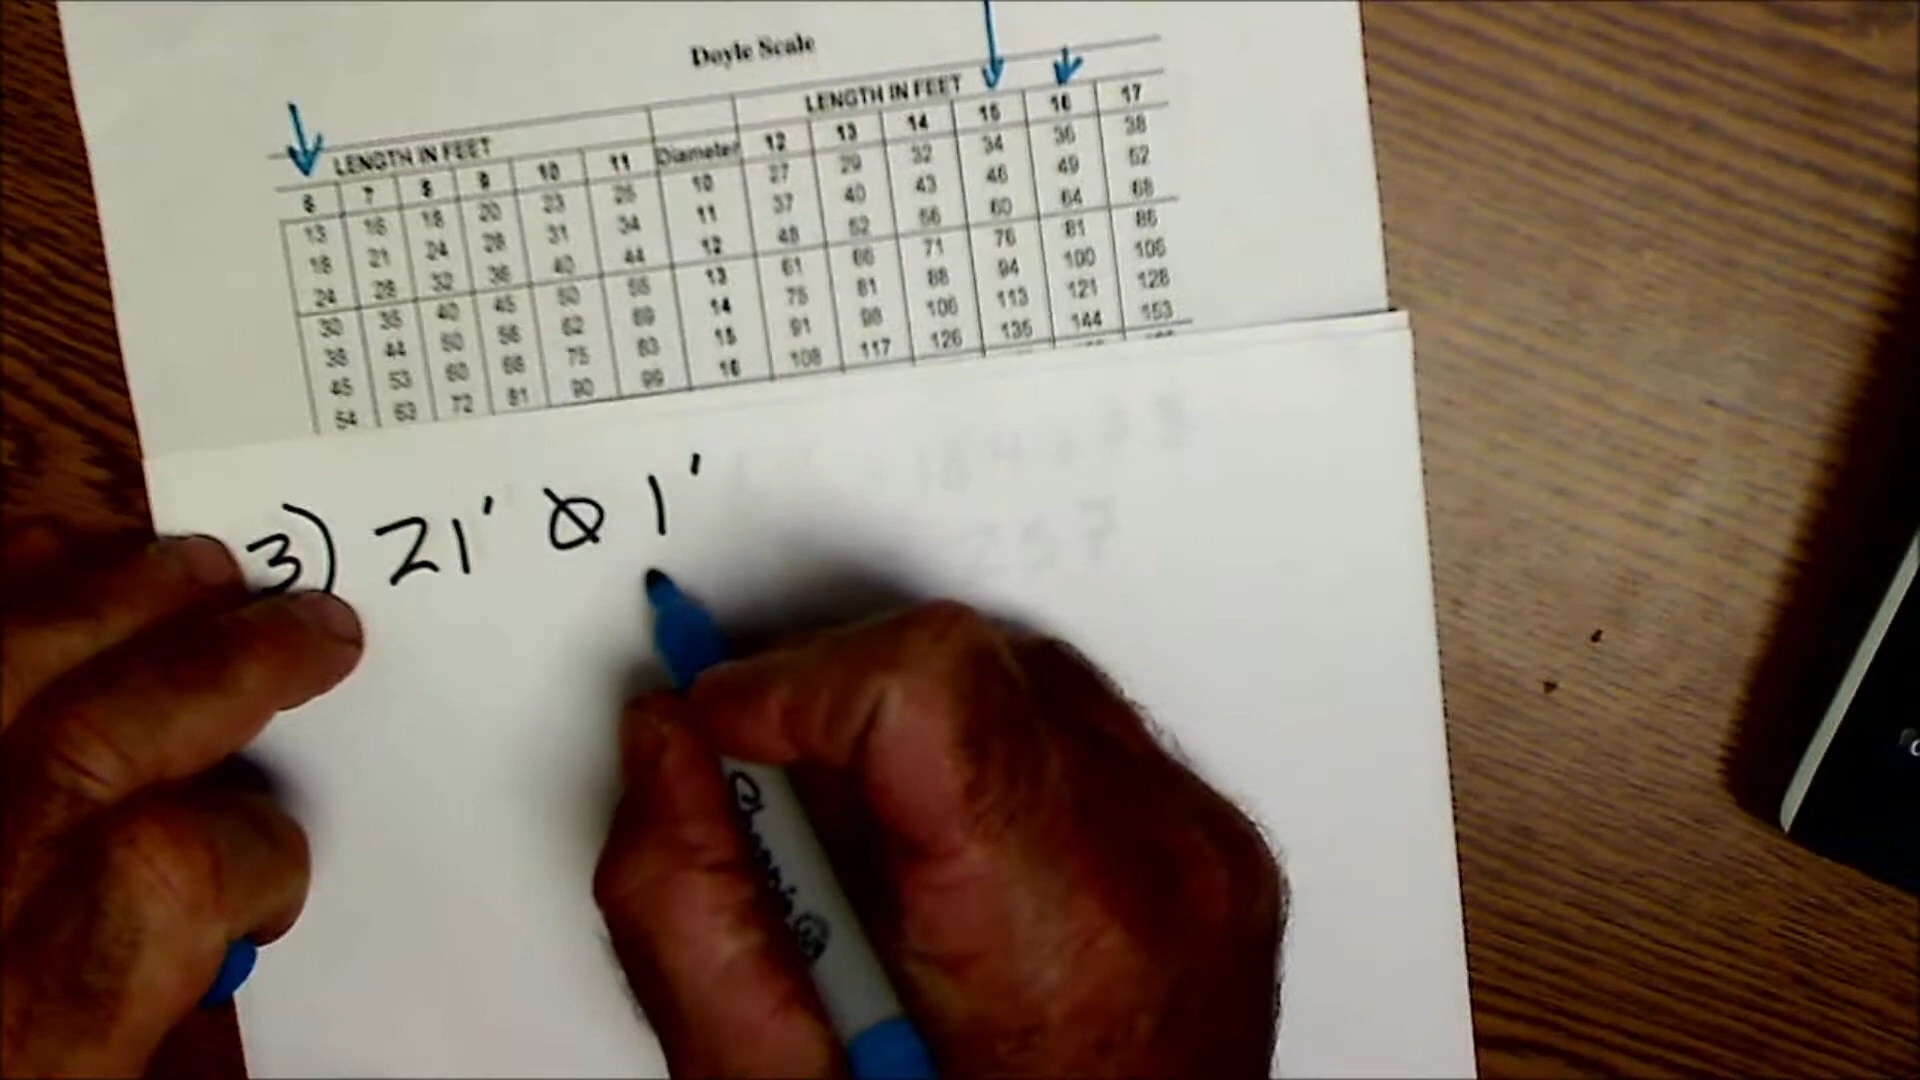 Doyle Scale
LENGTH IN FEET LENGTH IN FEET
6 7 8 9 10 11 Diameter 12 13 14 15 16 17
13 16 18 20 23 25 10 27 29 32 34 36 38
18 21 24 28 31 34 11 37 40 43 46 49 52
24 28 32 36 40 44 12 48 52 56 60 64 68
30 35 40 45 50 55 13 61 66 71 76 81 86
38 44 50 56 62 69 14 75 81 88 94 100 106
45 53 60 68 75 83 15 91 98 106 113 121 128
54 63 72 81 90 99 16 108 117 126 135 144 153
3) 21' ⌀ 1'
257
Sharpie